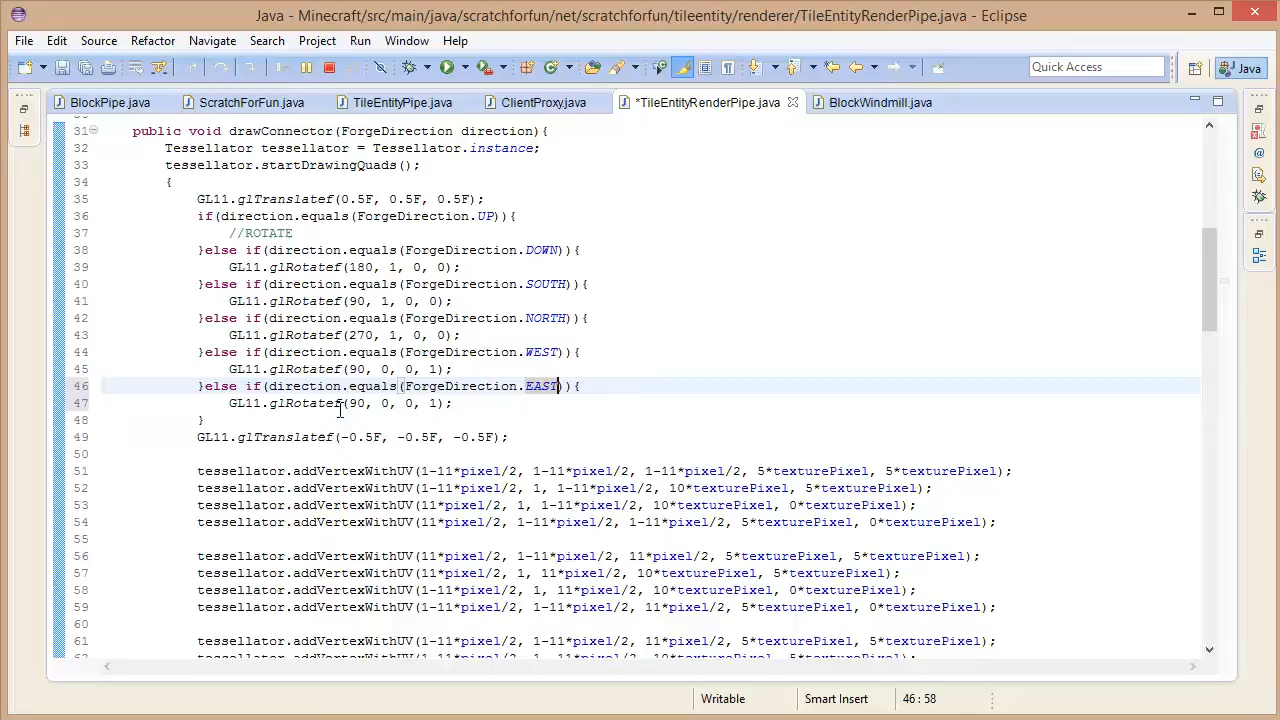 Java - Minecraft/src/main/java/scratchforfun/net/scratchforfun/tileentity/renderer/TileEntityRenderPipe.java - Eclipse
File Edit Source Refactor Navigate Search Project Run Window Help
Quick Access Java
BlockPipe.java ScratchForFun.java TileEntityPipe.java ClientProxy.java *TileEntityRenderPipe.java BlockWindmill.java
31 public void drawConnector(ForgeDirection direction){
32 Tessellator tessellator = Tessellator.instance;
33 tessellator.startDrawingQuads();
34 {
35 GL11.glTranslatef(0.5F, 0.5F, 0.5F);
36 if(direction.equals(ForgeDirection.UP)){
37 //ROTATE
38 }else if(direction.equals(ForgeDirection.DOWN)){
39 GL11.glRotatef(180, 1, 0, 0);
40 }else if(direction.equals(ForgeDirection.SOUTH)){
41 GL11.glRotatef(90, 1, 0, 0);
42 }else if(direction.equals(ForgeDirection.NORTH)){
43 GL11.glRotatef(270, 1, 0, 0);
44 }else if(direction.equals(ForgeDirection.WEST)){
45 GL11.glRotatef(90, 0, 0, 1);
46 }else if(direction.equals(ForgeDirection.EAST)){
47 GL11.glRotatef(90, 0, 0, 1);
48 }
49 GL11.glTranslatef(-0.5F, -0.5F, -0.5F);
50
51 tessellator.addVertexWithUV(1-11*pixel/2, 1-11*pixel/2, 1-11*pixel/2, 5*texturePixel, 5*texturePixel);
52 tessellator.addVertexWithUV(1-11*pixel/2, 1, 1-11*pixel/2, 10*texturePixel, 5*texturePixel);
53 tessellator.addVertexWithUV(11*pixel/2, 1, 1-11*pixel/2, 10*texturePixel, 0*texturePixel);
54 tessellator.addVertexWithUV(11*pixel/2, 1-11*pixel/2, 1-11*pixel/2, 5*texturePixel, 0*texturePixel);
55
56 tessellator.addVertexWithUV(11*pixel/2, 1-11*pixel/2, 11*pixel/2, 5*texturePixel, 5*texturePixel);
57 tessellator.addVertexWithUV(11*pixel/2, 1, 11*pixel/2, 10*texturePixel, 5*texturePixel);
58 tessellator.addVertexWithUV(1-11*pixel/2, 1, 11*pixel/2, 10*texturePixel, 0*texturePixel);
59 tessellator.addVertexWithUV(1-11*pixel/2, 1-11*pixel/2, 11*pixel/2, 5*texturePixel, 0*texturePixel);
60
61 tessellator.addVertexWithUV(1-11*pixel/2, 1-11*pixel/2, 11*pixel/2, 5*texturePixel, 5*texturePixel);
Writable Smart Insert 46 : 58